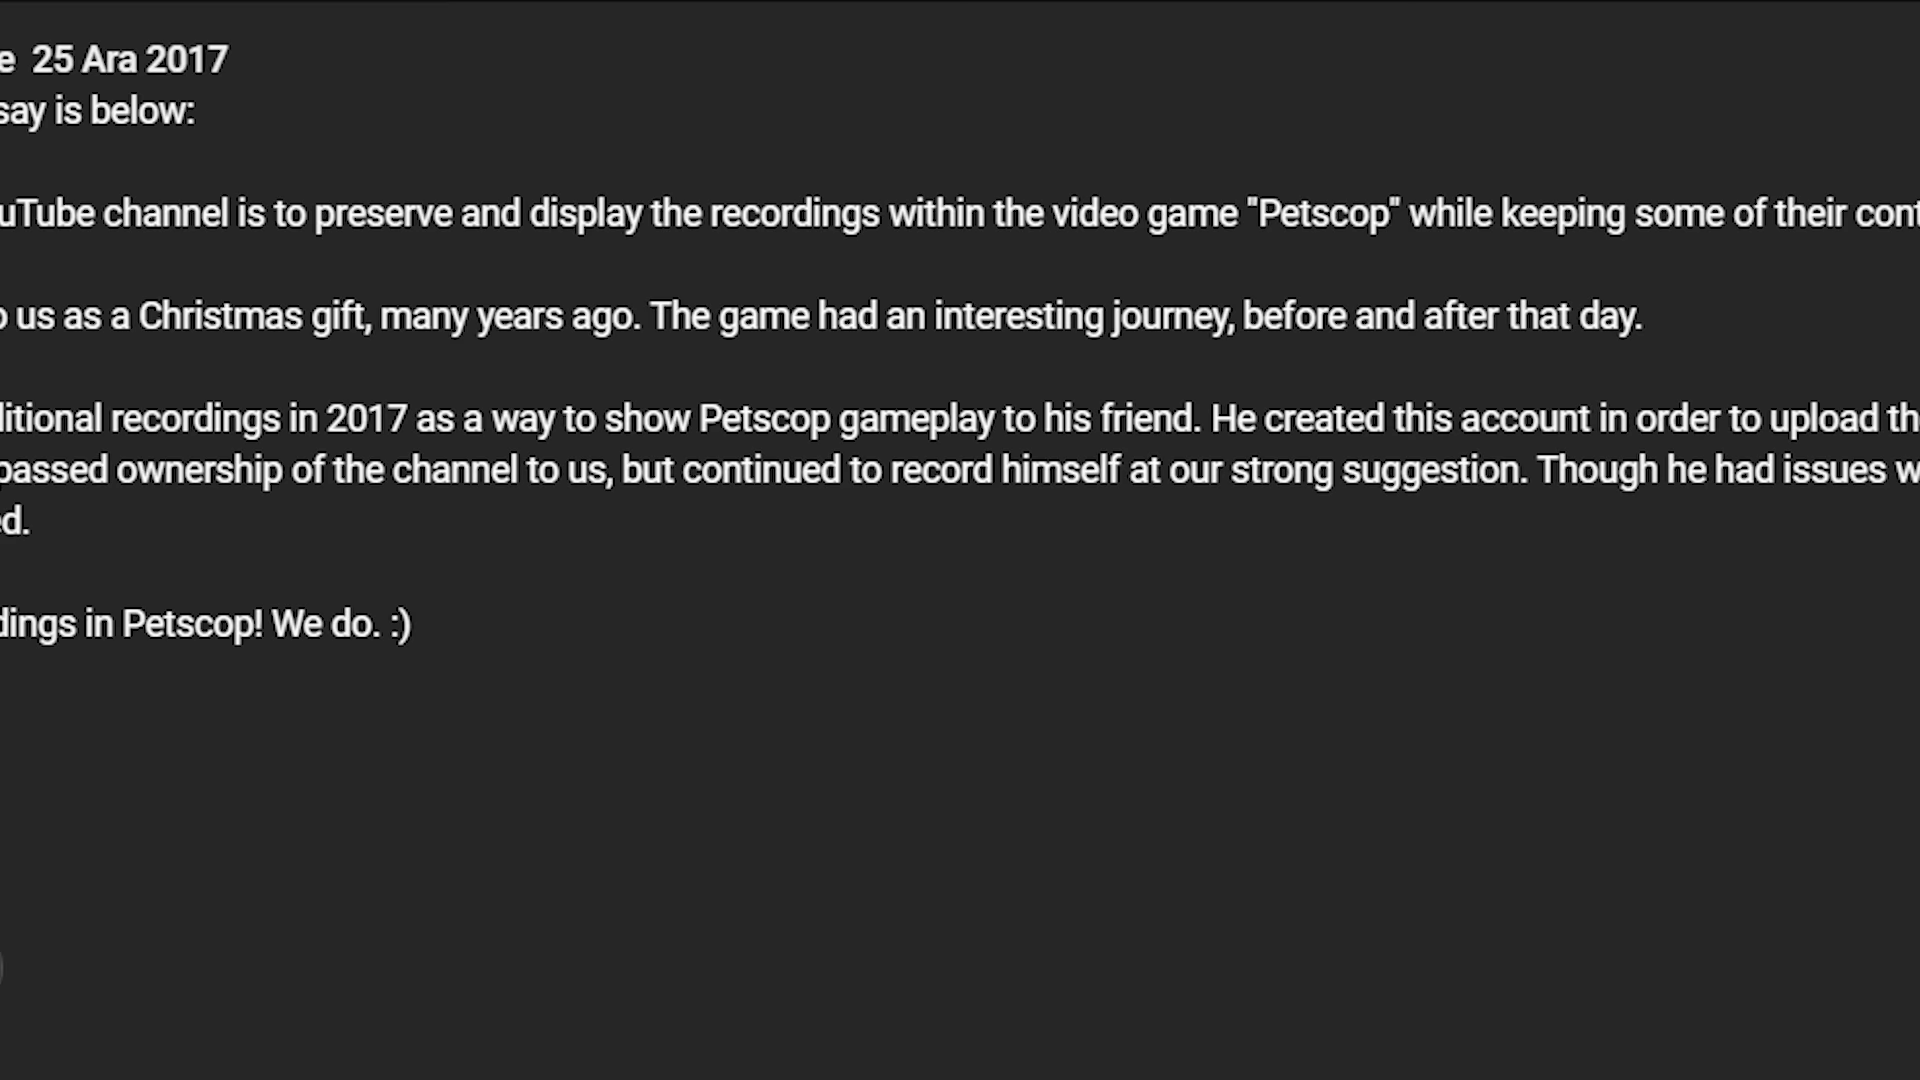 e 25 Ara 2017
say is below:
uTube channel is to preserve and display the recordings within the video game "Petscop" while keeping some of their cont
o us as a Christmas gift, many years ago. The game had an interesting journey, before and after that day.
litional recordings in 2017 as a way to show Petscop gameplay to his friend. He created this account in order to upload th
passed ownership of the channel to us, but continued to record himself at our strong suggestion. Though he had issues w
ed.
dings in Petscop! We do. :)